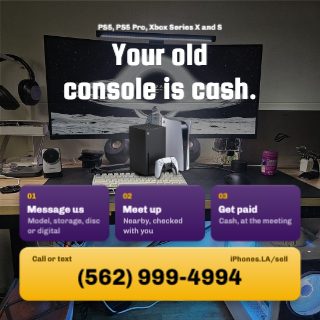 PS5, PS5 Pro, Xbox Series X and S
Your old
console is cash.
01
Message us
Model, storage, disc
or digital
02
Meet up
Nearby, checked
with you
03
Get paid
Cash, at the meeting
Call or text
iPhones.LA/sell
(562) 999-4994